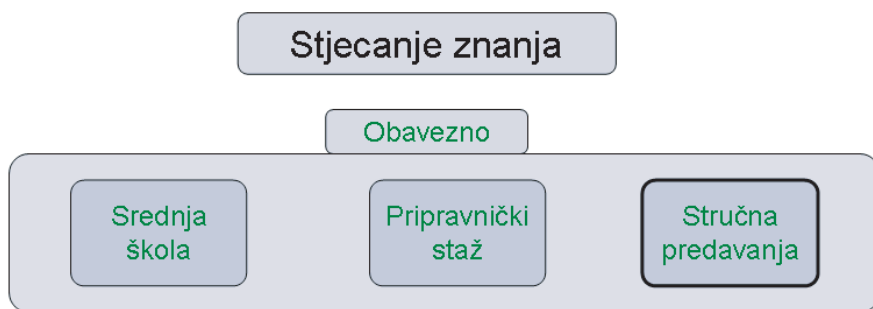 Stjecanje znanja
Obavezno
Srednja
škola
Pripravnički
staž
Stručna
predavanja